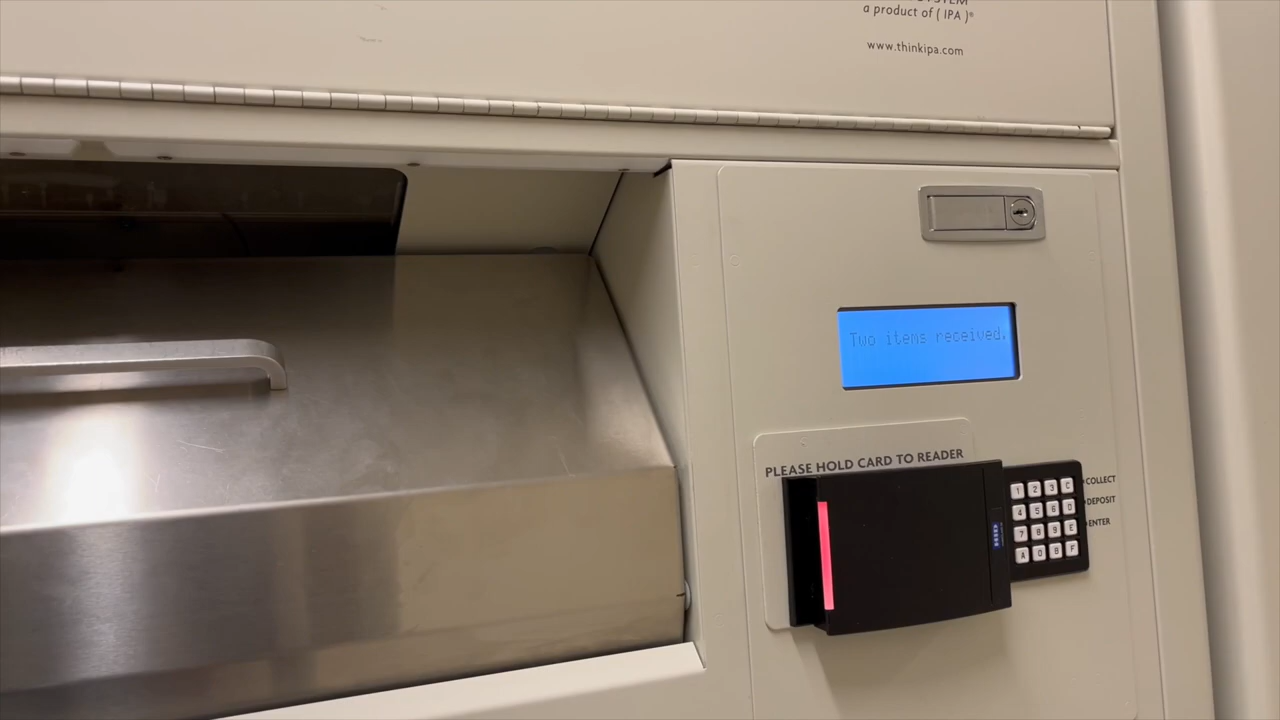 a product of ( IPA )®
www.thinkipa.com
Two items received.
PLEASE HOLD CARD TO READER
COLLECT
DEPOSIT
ENTER
1 2 3 C
4 5 6 D
7 8 9 E
A 0 B F